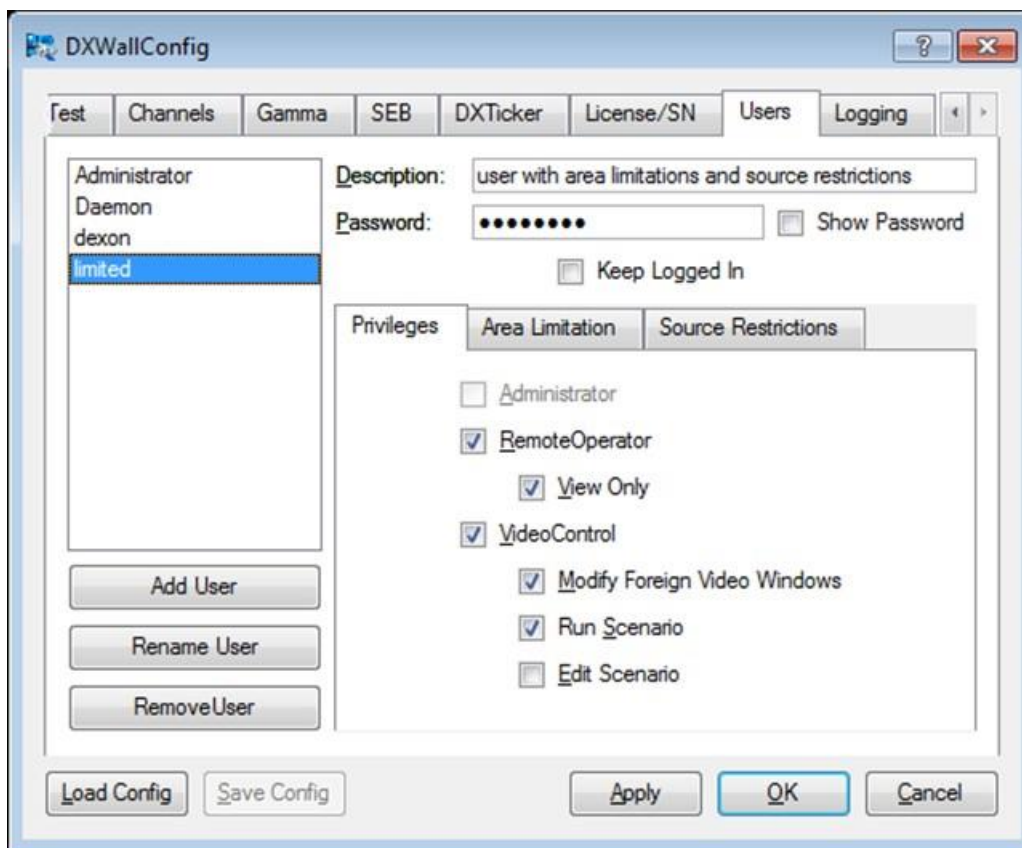 DXWallConfig
Test Channels Gamma SEB DXTicker License/SN Users Logging
Administrator
Daemon
dexon
limited
Description: user with area limitations and source restrictions
Password: ●●●●●●●● Show Password
Keep Logged In
Privileges Area Limitation Source Restrictions
Administrator
RemoteOperator
View Only
VideoControl
Modify Foreign Video Windows
Run Scenario
Edit Scenario
Add User
Rename User
RemoveUser
Load Config Save Config Apply OK Cancel